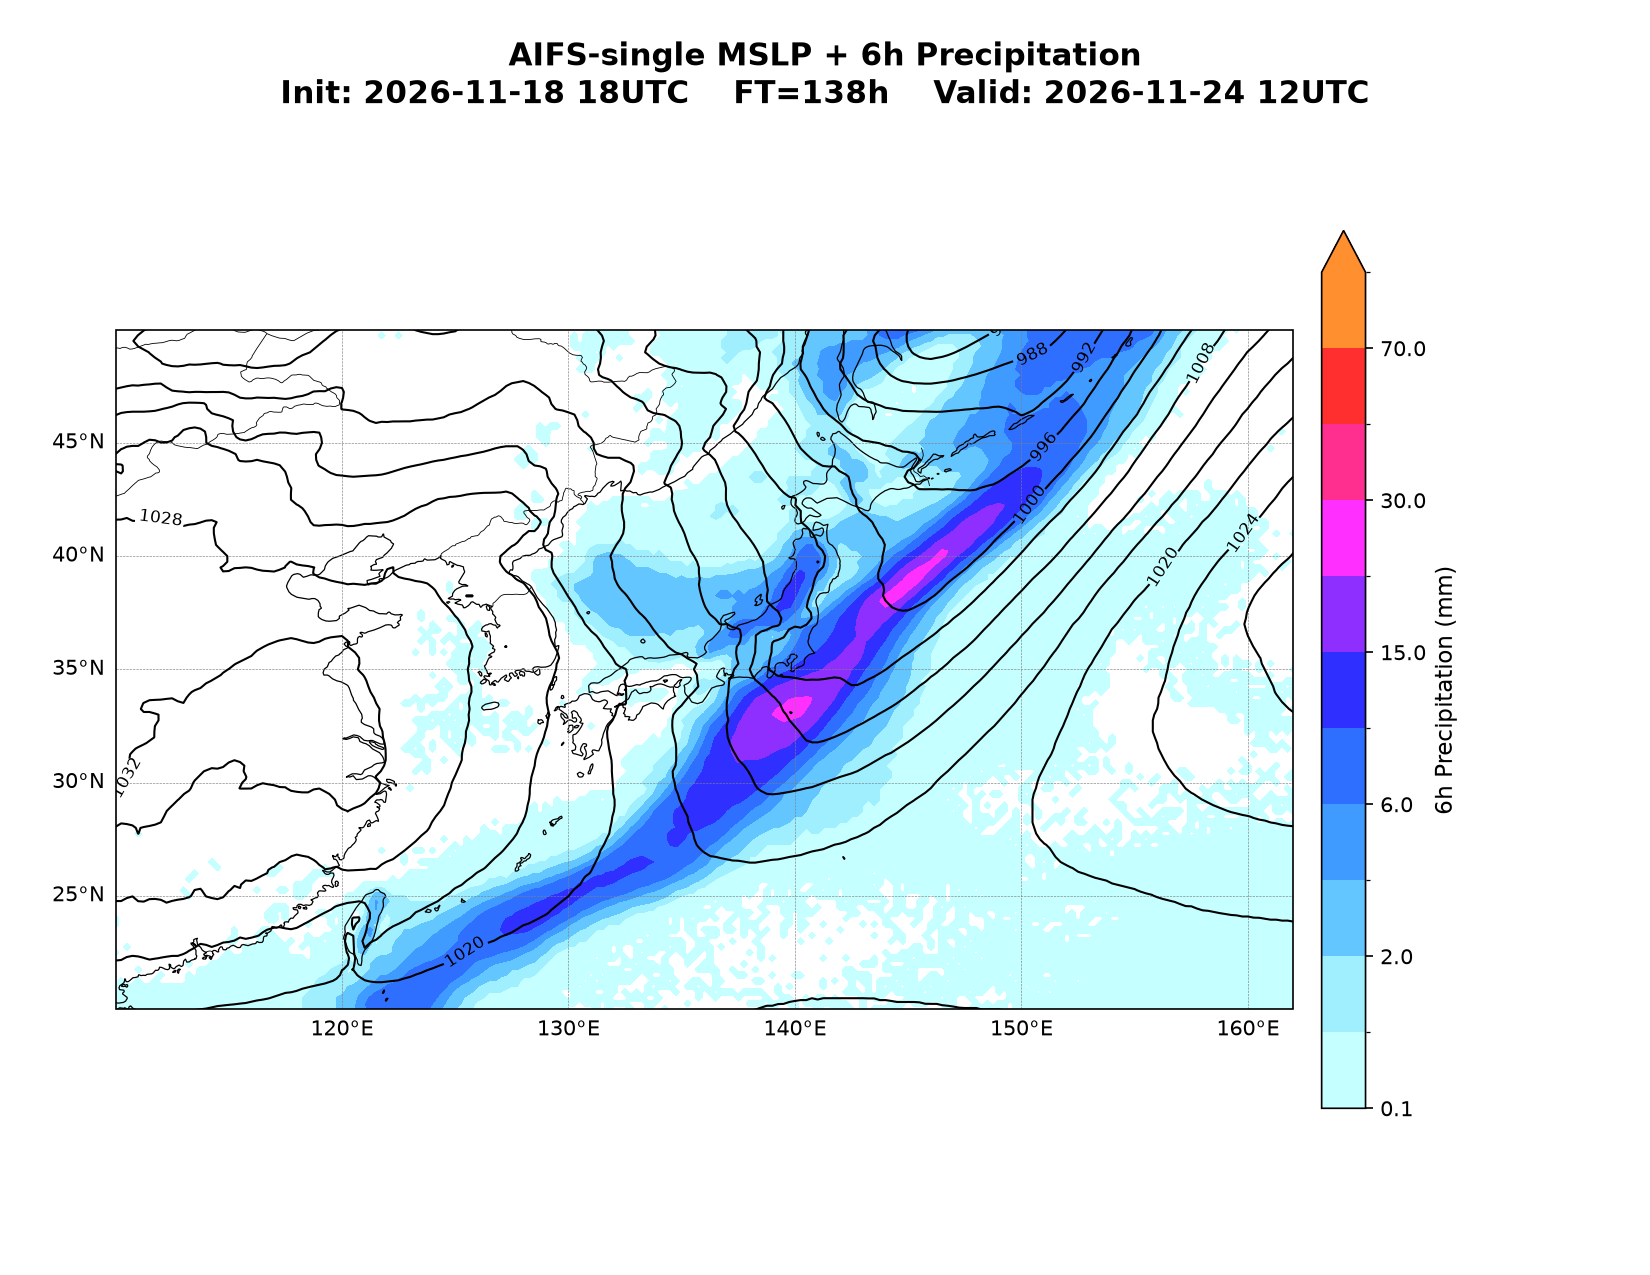 AIFS-single MSLP + 6h Precipitation
Init: 2026-11-18 18UTC    FT=138h    Valid: 2026-11-24 12UTC
70.0
30.0
15.0
6.0
2.0
0.1
6h Precipitation (mm)
45°N
40°N
35°N
30°N
25°N
120°E
130°E
140°E
150°E
160°E
988
992
1008
996
1000
1028
1024
1020
1032
1020